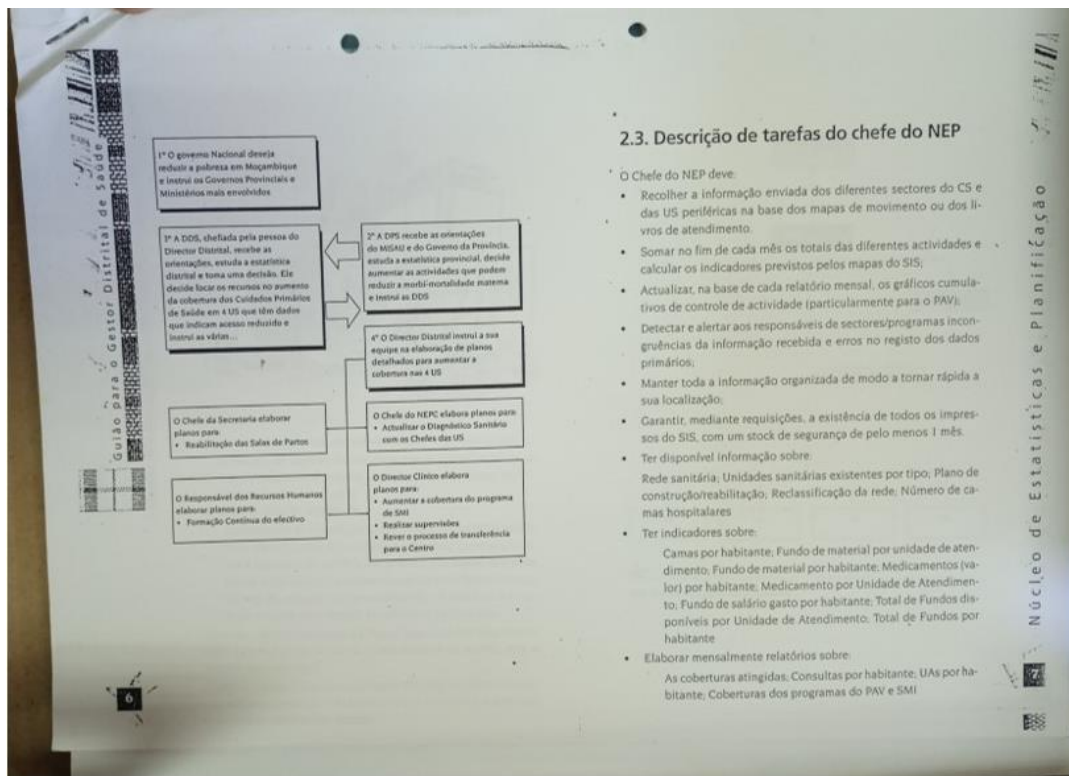 Guião para o Gestor Distrital de Saúde
1º O governo Nacional deseja
reduzir a pobreza em Moçambique
e instrui os Governos Provinciais e
Ministérios mais envolvidos
2º A DPS recebe as orientações
do MISAU e do Governo da Província,
estuda a estatística provincial, decide
aumentar as actividades que podem
reduzir a morbi-mortalidade materna
e instrui as DDS
3º A DDS, chefiada pela pessoa do
Director Distrital, recebe as
orientações, estuda a estatística
distrital e toma uma decisão. Ele
decide focar os recursos no aumento
da cobertura dos Cuidados Primários
de Saúde em 4 US que têm dados
que indicam acesso reduzido e
instrui as várias...
4º O Director Distrital instrui a sua
equipa na elaboração de planos
detalhados para aumentar a
cobertura nas 4 US
O Chefe da Secretaria elaborar
planos para:
• Reabilitação das Salas de Partos
O Chefe do NEPC elabora planos para
• Actualizar o Diagnóstico Sanitário
com os Chefes das US
O Responsável dos Recursos Humanos
elaborar planos para:
• Formação Contínua do efectivo
O Director Clínico elabora
planos para:
• Aumentar a cobertura do programa
de SMI
• Realizar supervisões
• Rever o processo de transferência
para o Centro
6
2.3. Descrição de tarefas do chefe do NEP
O Chefe do NEP deve:
• Recolher a informação enviada dos diferentes sectores do CS e
das US periféricas na base dos mapas de movimento ou dos li-
vros de atendimento.
• Somar no fim de cada mês os totais das diferentes actividades e
calcular os indicadores previstos pelos mapas do SIS;
• Actualizar, na base de cada relatório mensal, os gráficos cumula-
tivos de controle de actividade (particularmente para o PAV);
• Detectar e alertar aos responsáveis de sectores/programas incon-
gruências da informação recebida e erros no registo dos dados
primários;
• Manter toda a informação organizada de modo a tornar rápida a
sua localização;
• Garantir, mediante requisições, a existência de todos os impres-
sos do SIS, com um stock de segurança de pelo menos 1 mês.
• Ter disponível informação sobre:
Rede sanitária; Unidades sanitárias existentes por tipo; Plano de
construção/reabilitação; Reclassificação da rede; Número de ca-
mas hospitalares
• Ter indicadores sobre:
Camas por habitante; Fundo de material por unidade de aten-
dimento; Fundo de material por habitante; Medicamentos (va-
lor) por habitante; Medicamento por Unidade de Atendimen-
to; Fundo de salário gasto por habitante; Total de Fundos dis-
poníveis por Unidade de Atendimento; Total de Fundos por
habitante
• Elaborar mensalmente relatórios sobre:
As coberturas atingidas; Consultas por habitante; UAs por ha-
bitante; Coberturas dos programas do PAV e SMI
Núcleo de Estatísticas e Planificação
7